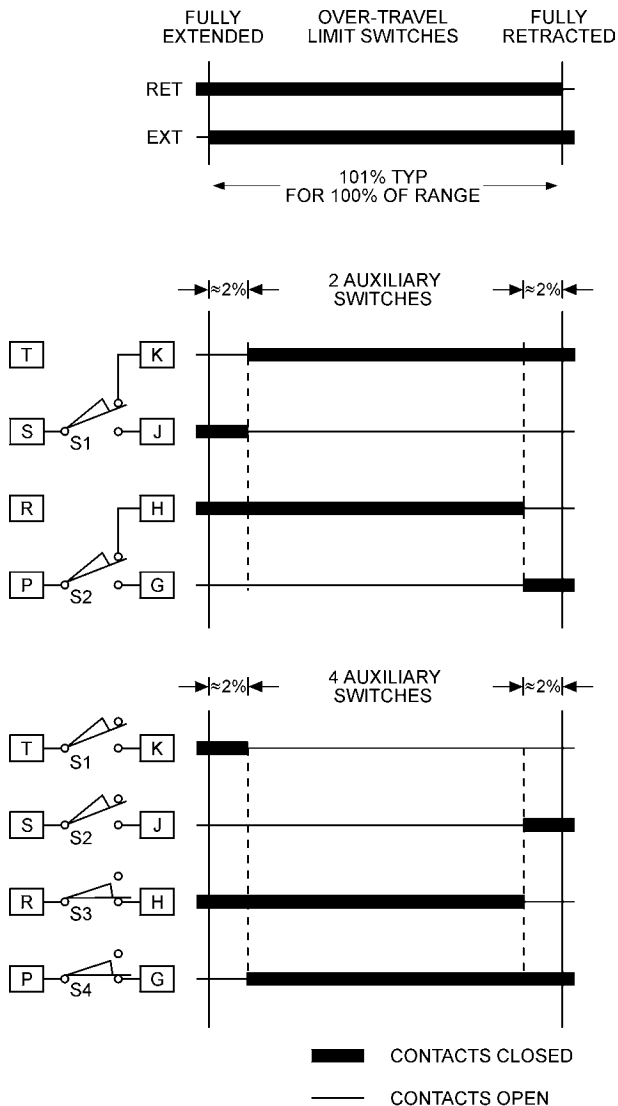 FULLY EXTENDED
OVER-TRAVEL LIMIT SWITCHES
FULLY RETRACTED
RET
EXT
101% TYP
FOR 100% OF RANGE
≈2%
2 AUXILIARY SWITCHES
≈2%
T
K
S
S1
J
R
H
P
S2
G
≈2%
4 AUXILIARY SWITCHES
≈2%
T
S1
K
S
S2
J
R
S3
H
P
S4
G
CONTACTS CLOSED
CONTACTS OPEN